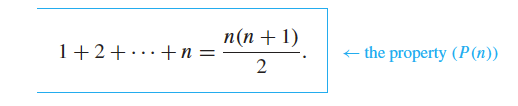 1 + 2 + ··· + n = n(n + 1) / 2 . ← the property (P(n))